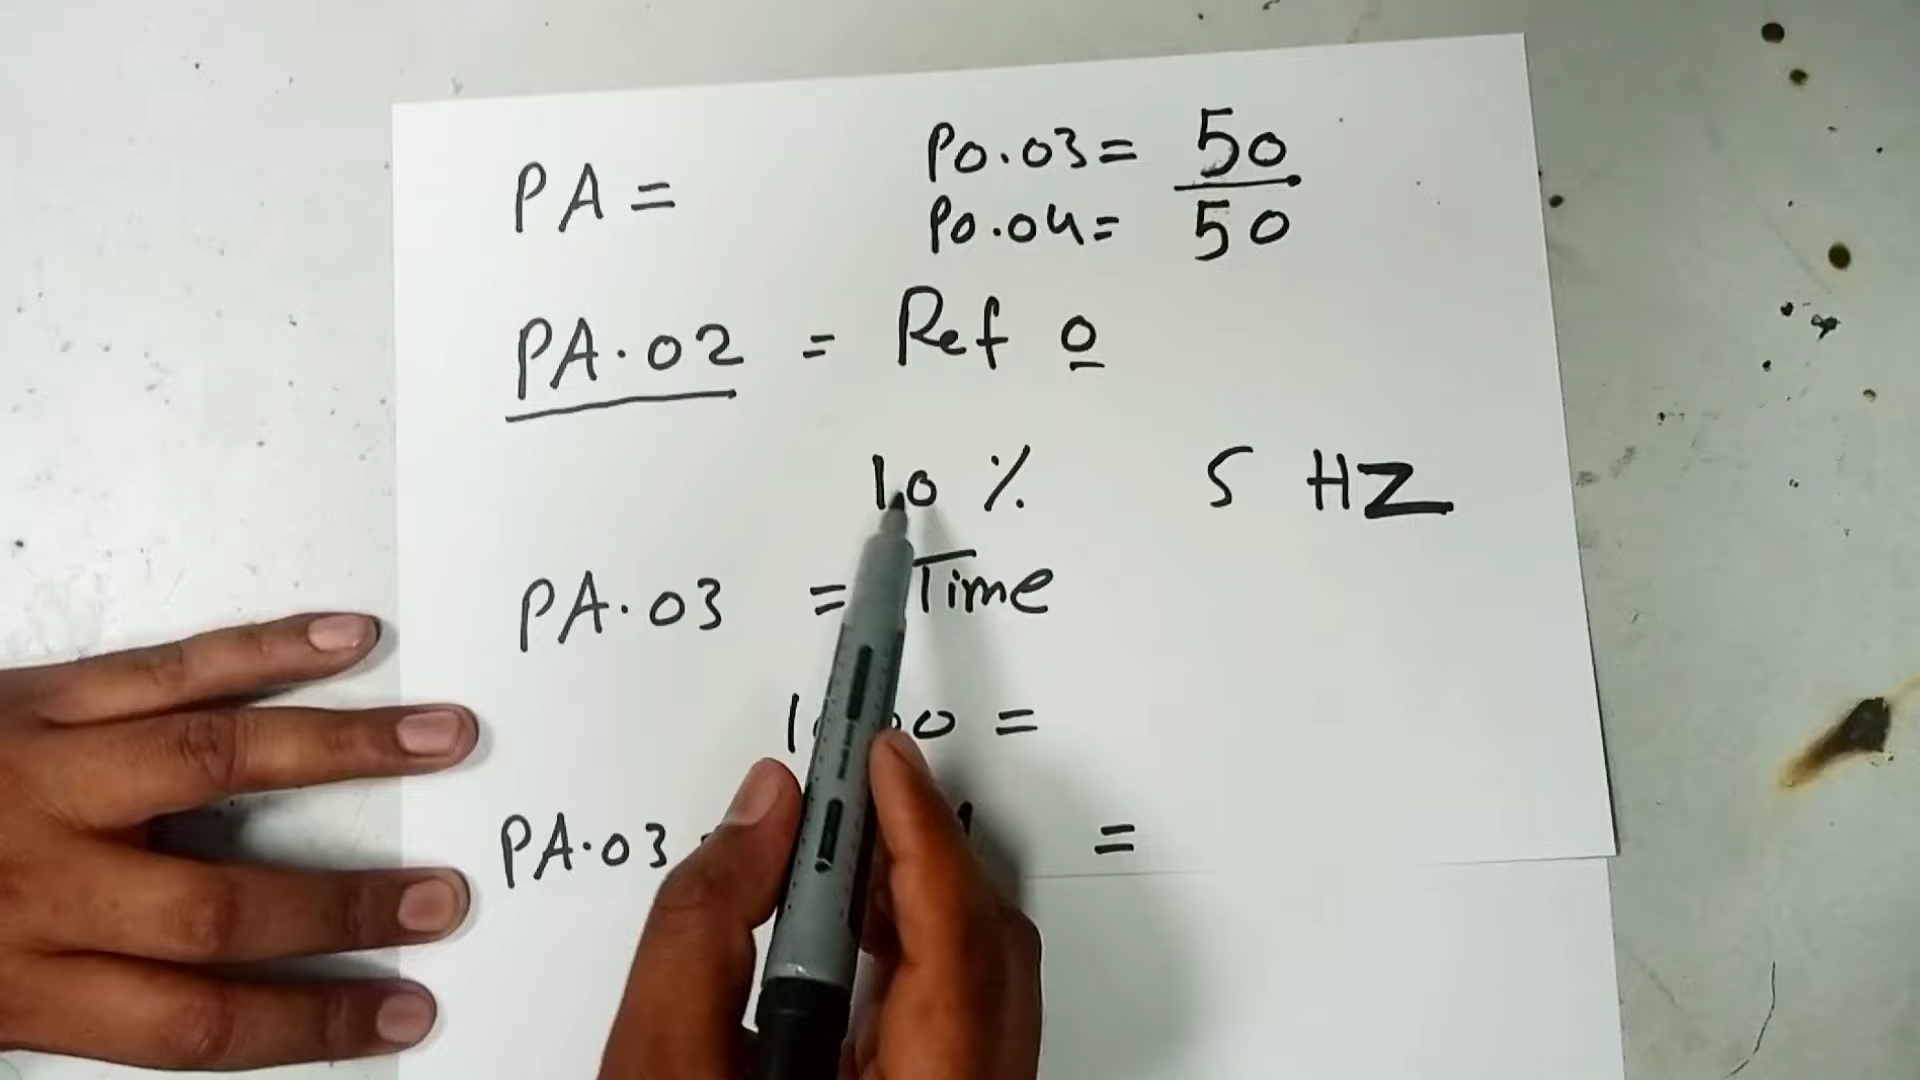 PA =
P0.03 = 50
P0.04 = 50
PA.02 = Ref 0
10 % 5 HZ
PA.03 = Time
=
PA.03 =